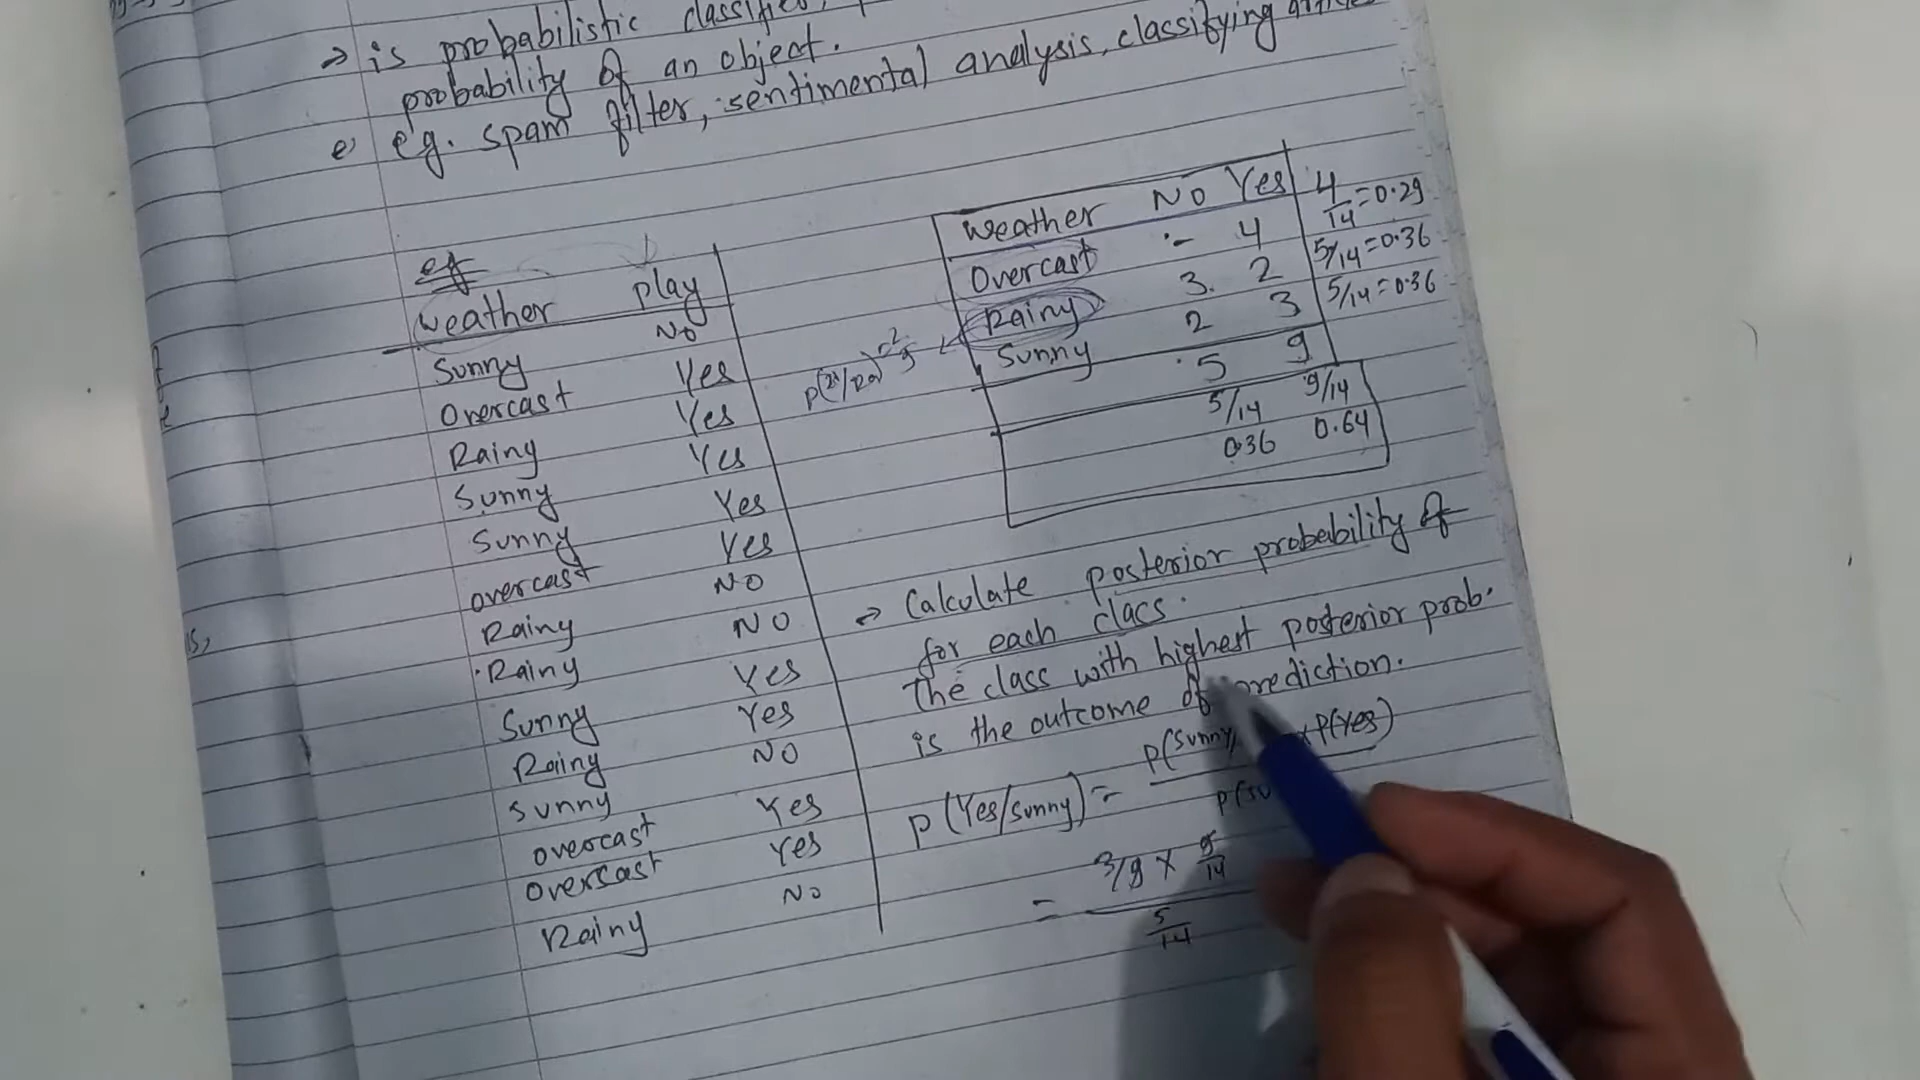 → is probabilistic classifier,
probability of an object.
e) eg. spam filter, sentimental analysis, classifying
eg
weather play
Sunny No
Overcast Yes
Rainy Yes
Sunny Yes
Sunny Yes
overcast Yes
Rainy No
Rainy No
Sunny Yes
Rainy Yes
Sunny No
overcast Yes
overcast Yes
Rainy No
weather No Yes
Overcast - 4 4/14=0.29
Rainy 3 2 5/14=0.36
Sunny 2 3 5/14=0.36
5 9
5/14 9/14
0.36 0.64
→ Calculate posterior probability of
for each class.
The class with highest posterior prob.
is the outcome of prediction.
P(Yes/sunny) = P(sunny/ x P(Yes)
P(su
= 3/9 x 9/14
5/14